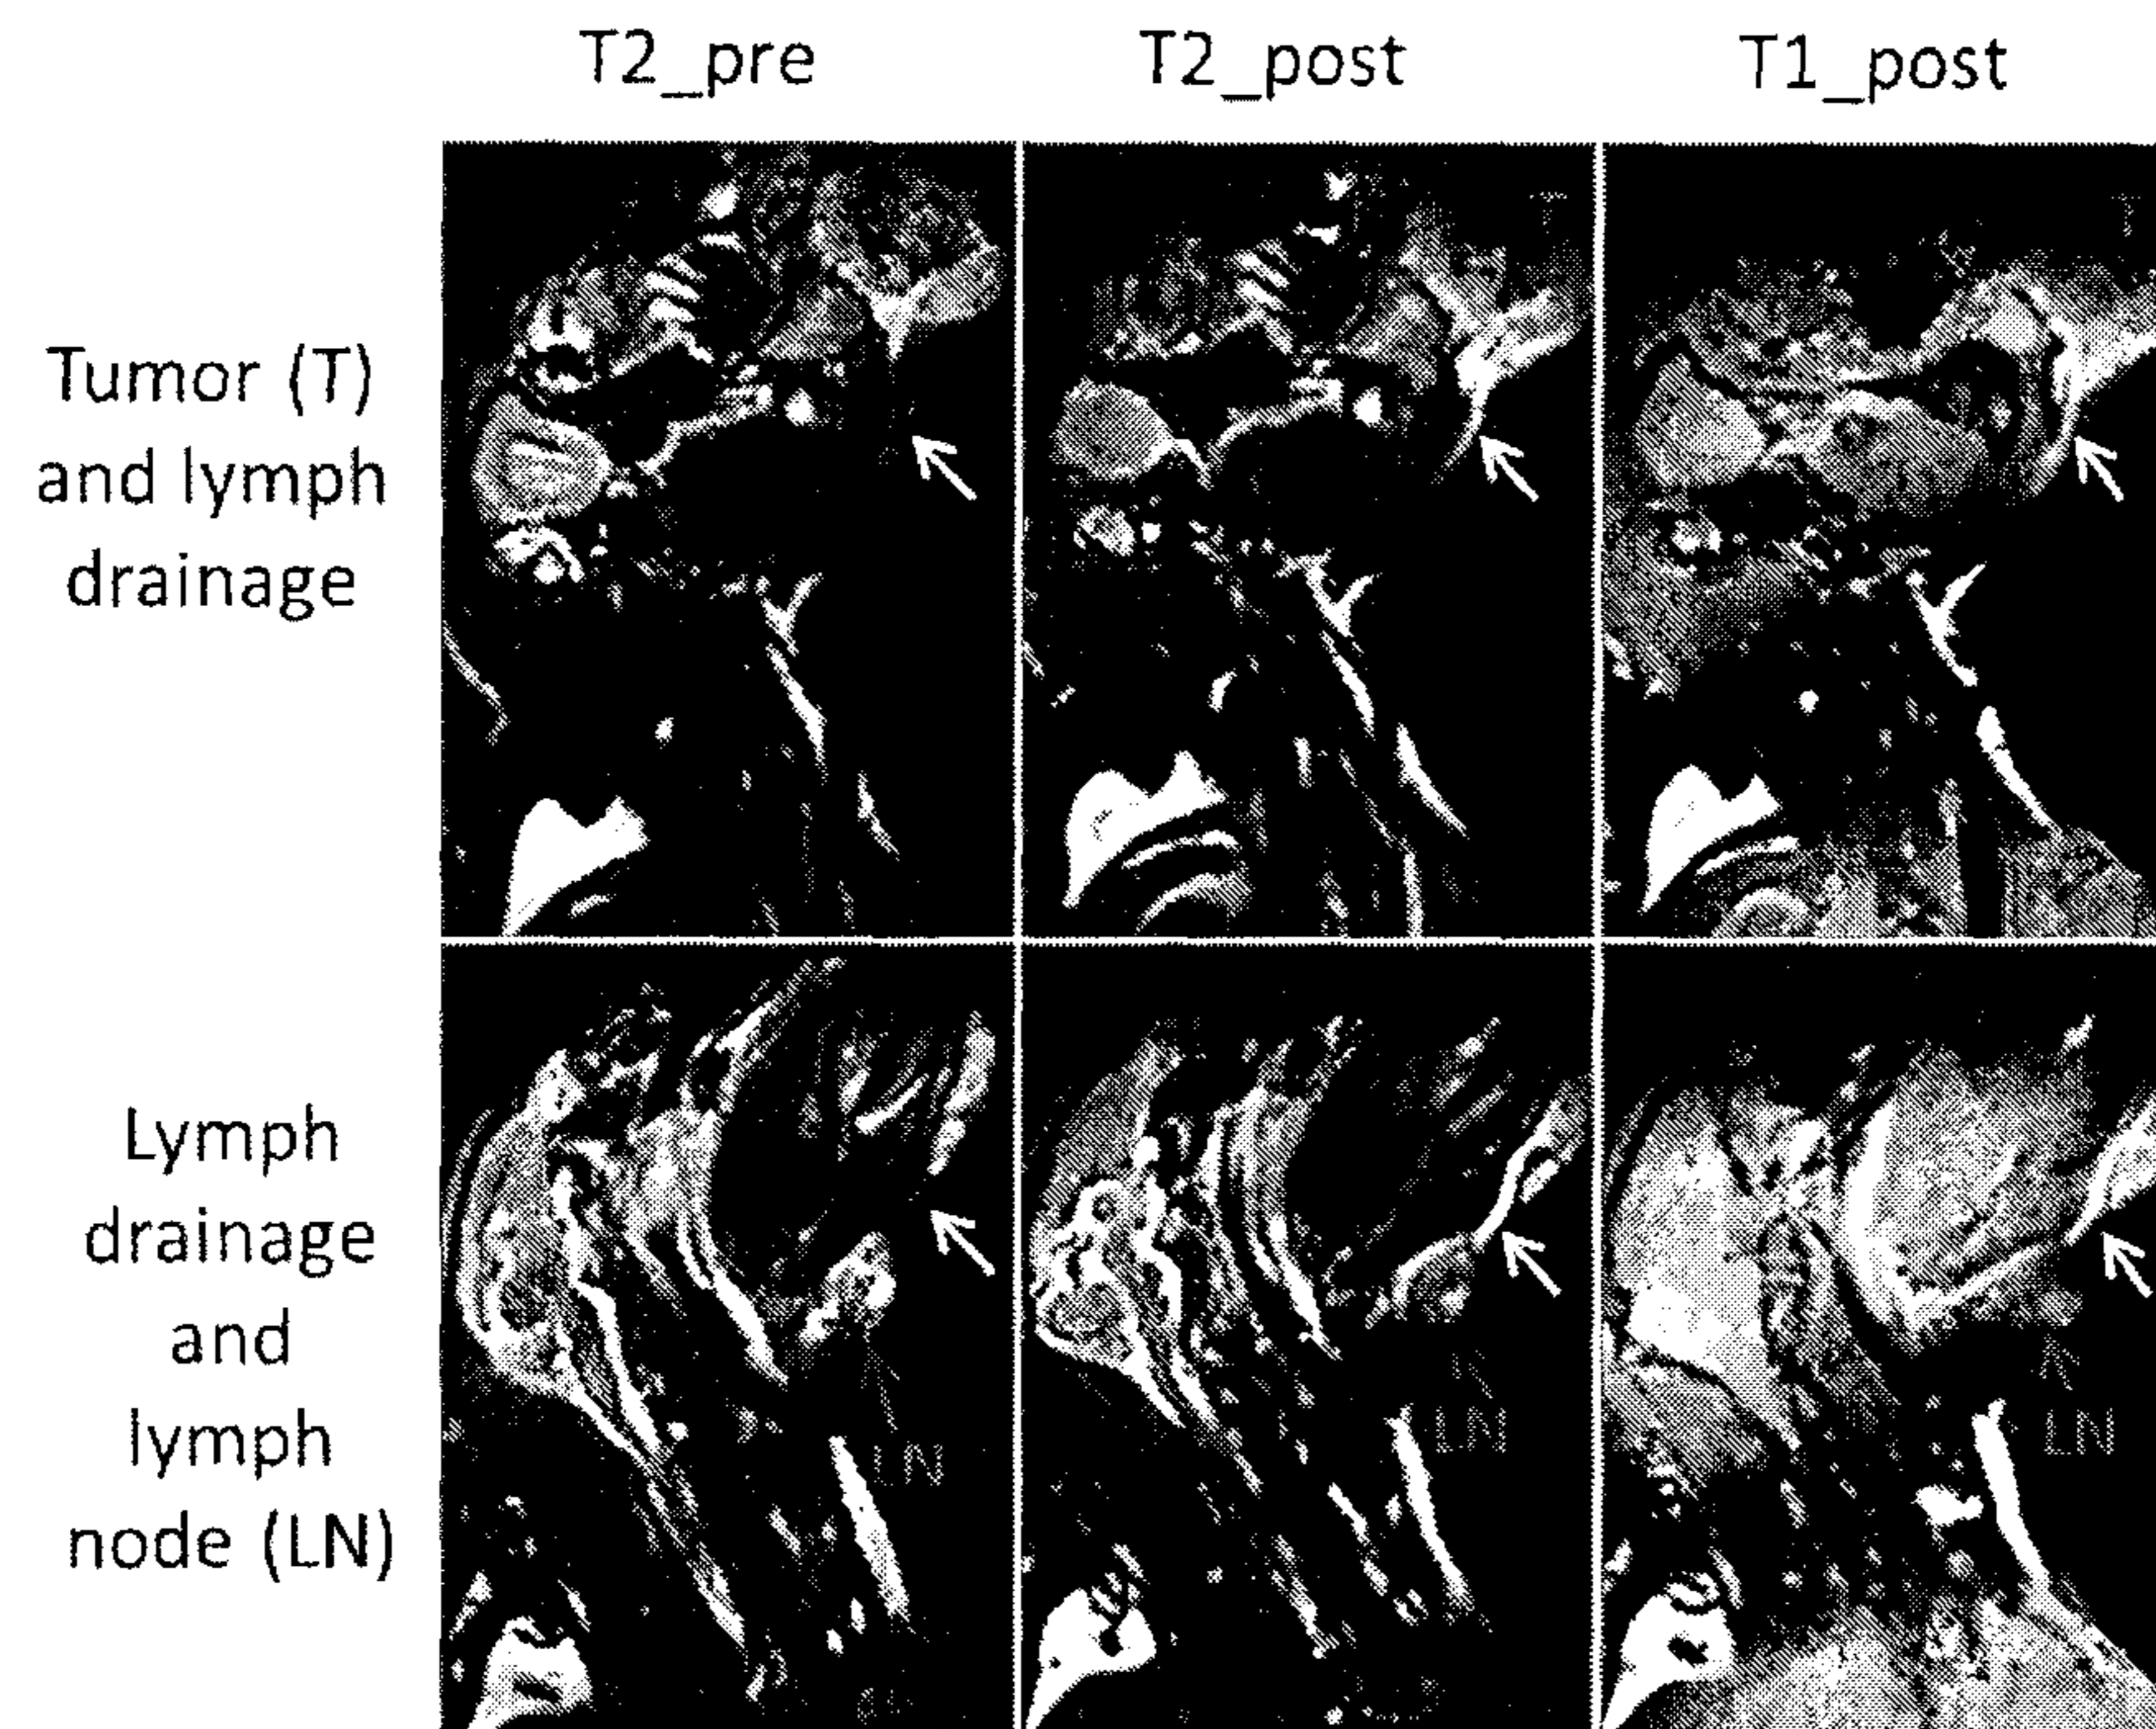 T2_pre
T2_post
T1_post
Tumor (T)
and lymph
drainage
T
T
Lymph
drainage
and
lymph
node (LN)
LN
LN
LN